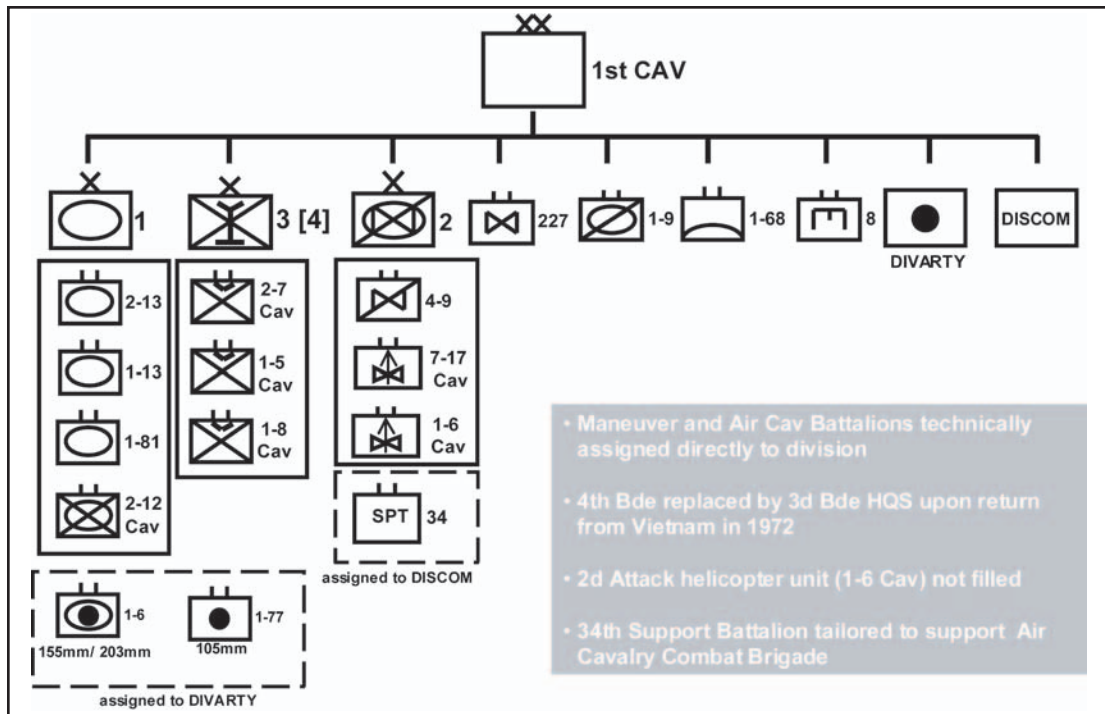 1st CAV
1
3 [4]
2
227
1-9
1-68
8
DIVARTY
DISCOM
2-13
1-13
1-81
2-12
Cav
2-7
Cav
1-5
Cav
1-8
Cav
4-9
7-17
Cav
1-6
Cav
SPT
34
assigned to DISCOM
1-6
155mm/ 203mm
1-77
105mm
assigned to DIVARTY
• Maneuver and Air Cav Battalions technically
assigned directly to division
• 4th Bde replaced by 3d Bde HQS upon return
from Vietnam in 1972
• 2d Attack helicopter unit (1-6 Cav) not filled
• 34th Support Battalion tailored to support Air
Cavalry Combat Brigade